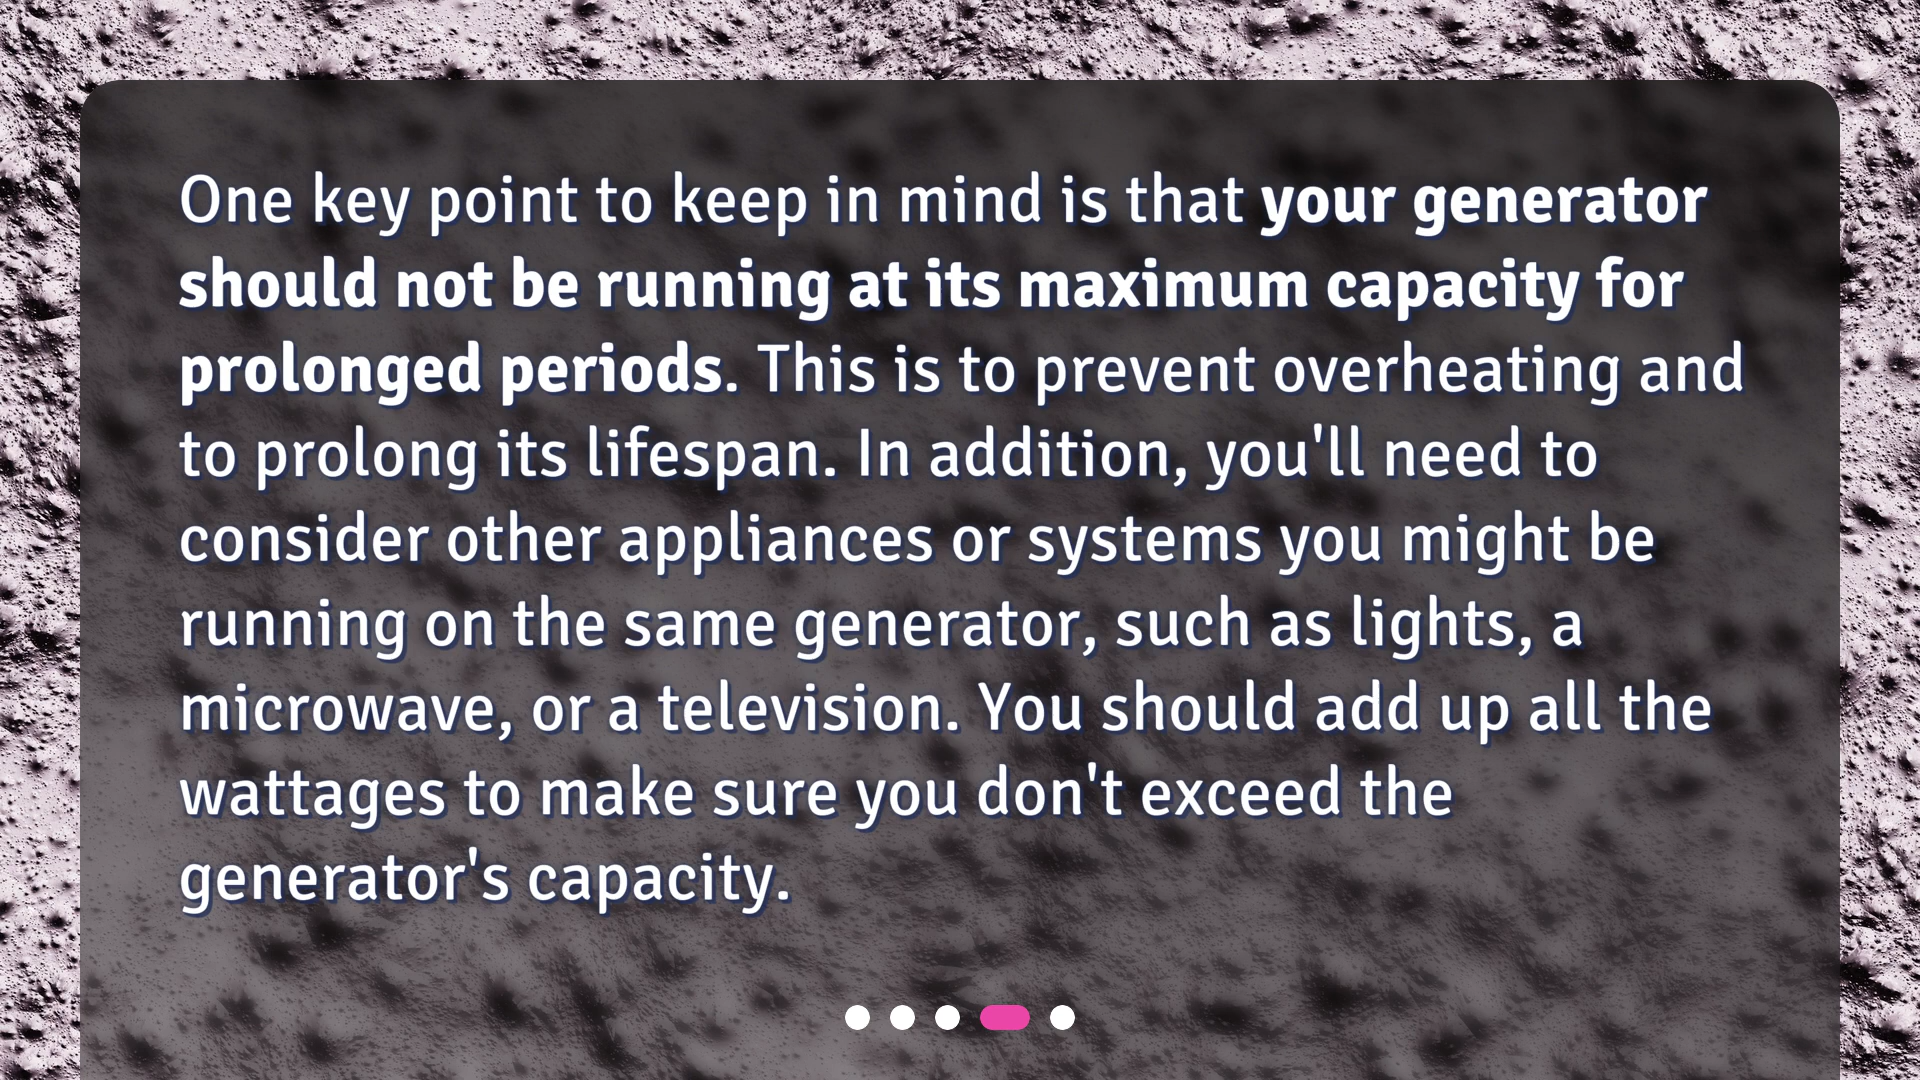 One key point to keep in mind is that your generator
should not be running at its maximum capacity for
prolonged periods. This is to prevent overheating and
to prolong its lifespan. In addition, you'll need to
consider other appliances or systems you might be
running on the same generator, such as lights, a
microwave, or a television. You should add up all the
wattages to make sure you don't exceed the
generator's capacity.